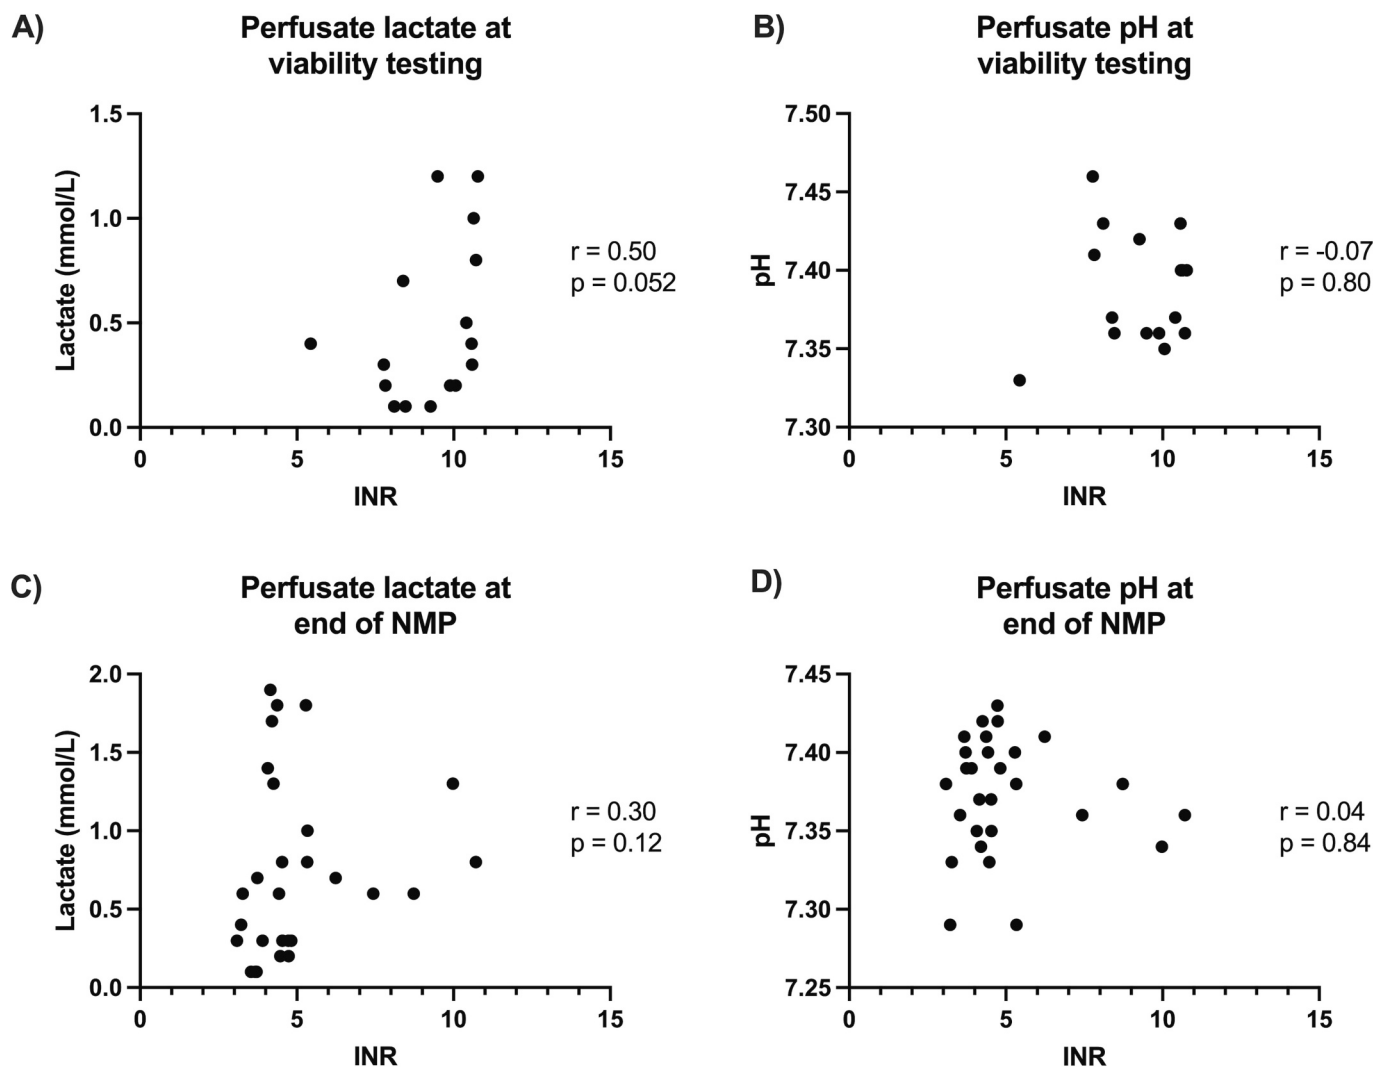 A)
Perfusate lactate at
viability testing
1.5
1.0
0.5
0.0
Lactate (mmol/L)
0
5
10
15
INR
r = 0.50
p = 0.052
B)
Perfusate pH at
viability testing
7.50
7.45
7.40
7.35
7.30
pH
0
5
10
15
INR
r = -0.07
p = 0.80
C)
Perfusate lactate at
end of NMP
2.0
1.5
1.0
0.5
0.0
Lactate (mmol/L)
0
5
10
15
INR
r = 0.30
p = 0.12
D)
Perfusate pH at
end of NMP
7.45
7.40
7.35
7.30
7.25
pH
0
5
10
15
INR
r = 0.04
p = 0.84